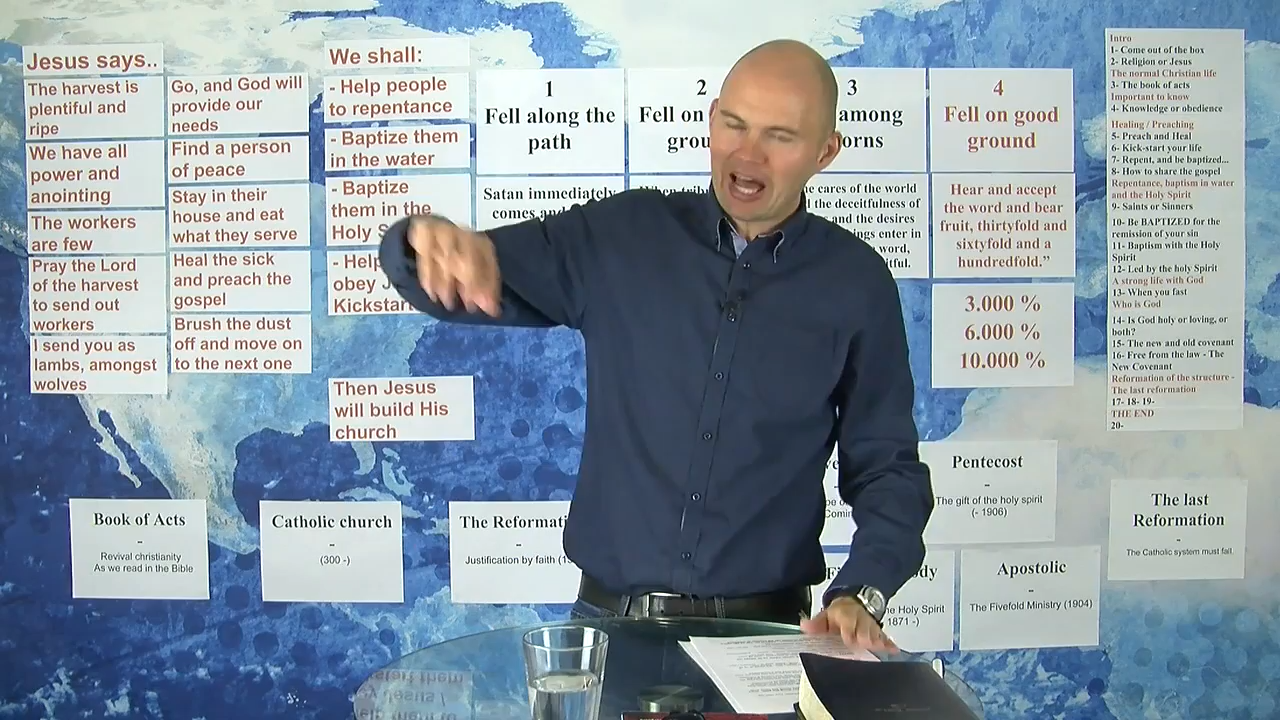 Jesus says..
The harvest is
plentiful and
ripe
We have all
power and
anointing
The workers
are few
Pray the Lord
of the harvest
to send out
workers
I send you as
lambs, amongst
wolves
Go, and God will
provide our
needs
Find a person
of peace
Stay in their
house and eat
what they serve
Heal the sick
and preach the
gospel
Brush the dust
off and move on
to the next one
We shall:
- Help people
to repentance
- Baptize them
in the water
- Baptize
them in the
Holy
- Help
obey
Kickstart
Then Jesus
will build His
church
1
Fell along the
path
Satan immediately
comes and
2
Fell on
3
among
4
Fell on good
ground
cares of the world
the deceitfulness of
and the desires
enter in
word,
Hear and accept
the word and bear
fruit, thirtyfold and
sixtyfold and a
hundredfold.”
3.000 %
6.000 %
10.000 %
Intro
1- Come out of the box
2- Religion or Jesus
The normal Christian life
3- The book of acts
Important to know
4- Knowledge or obedience
Healing / Preaching
5- Preach and Heal
6- Kick-start your life
7- Repent, and be baptized...
8- How to share the gospel
Repentance, baptism in water
and the Holy Spirit
9- Saints or Sinners
10- Be BAPTIZED for the
remission of your sin
11- Baptism with the Holy
Spirit
12- Led by the holy Spirit
A strong life with God
13- When you fast
Who is God
14- Is God holy or loving, or
both?
15- The new and old covenant
16- Free from the law - The
New Covenant
Reformation of the structure -
The last reformation
17- 18- 19-
THE END
20-
Book of Acts
-
Revival christianity
As we read in the Bible
Catholic church
-
(300 -)
The Reformati
Justification by faith
Pentecost
-
The gift of the holy spirit
(- 1906)
the Holy Spirit
1871 -)
Apostolic
-
The Fivefold Ministry (1904)
The last
Reformation
-
The Catholic system must fall